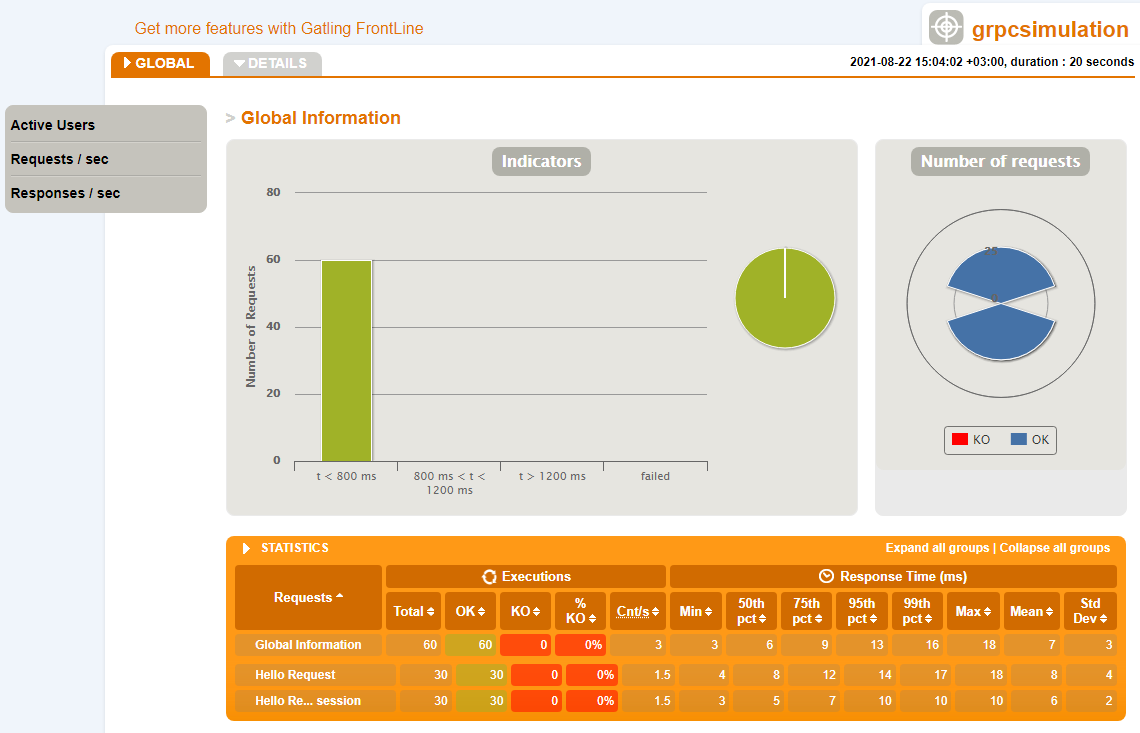 Get more features with Gatling FrontLine
grpcsimulation
GLOBAL
DETAILS
2021-08-22 15:04:02 +03:00, duration : 20 seconds
Active Users
Requests / sec
Responses / sec
> Global Information
Indicators
80
60
40
20
0
Number of Requests
t < 800 ms
800 ms < t <
1200 ms
t > 1200 ms
failed
Number of requests
0
KO
OK
STATISTICS
Expand all groups | Collapse all groups
Requests
Executions
Response Time (ms)
Total OK KO % KO Cnt/s Min 50th pct 75th pct 95th pct 99th pct Max Mean Std Dev
Global Information 60 60 0 0% 3 3 6 9 13 16 18 7 3
Hello Request 30 30 0 0% 1.5 4 8 12 14 17 18 8 4
Hello Re... session 30 30 0 0% 1.5 3 5 7 10 10 10 6 2